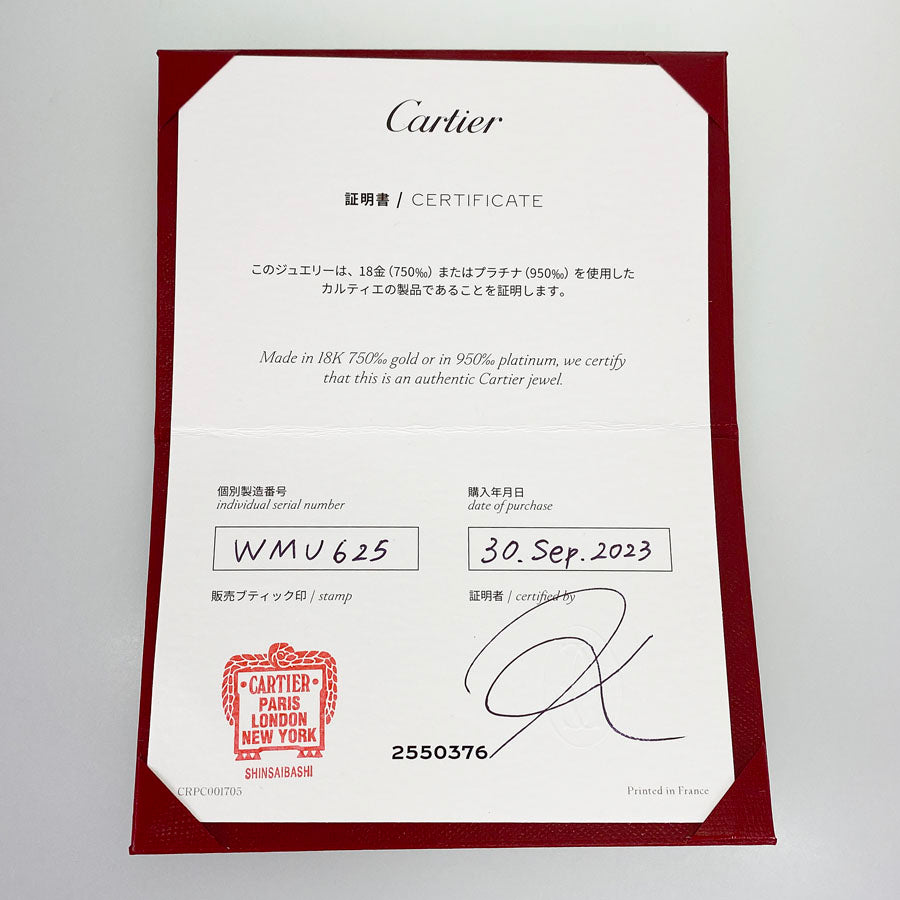 Cartier
証明書 / CERTIFICATE
このジュエリーは、18金（750‰）またはプラチナ（950‰）を使用した
カルティエの製品であることを証明します。
Made in 18K 750‰ gold or in 950‰ platinum, we certify
that this is an authentic Cartier jewel.
個別製造番号
individual serial number
WMU625
購入年月日
date of purchase
30. Sep. 2023
販売ブティック印 / stamp
証明者 / certified by
CARTIER
PARIS
LONDON
NEW YORK
SHINSAIBASHI
2550376
CRPC001705
Printed in France